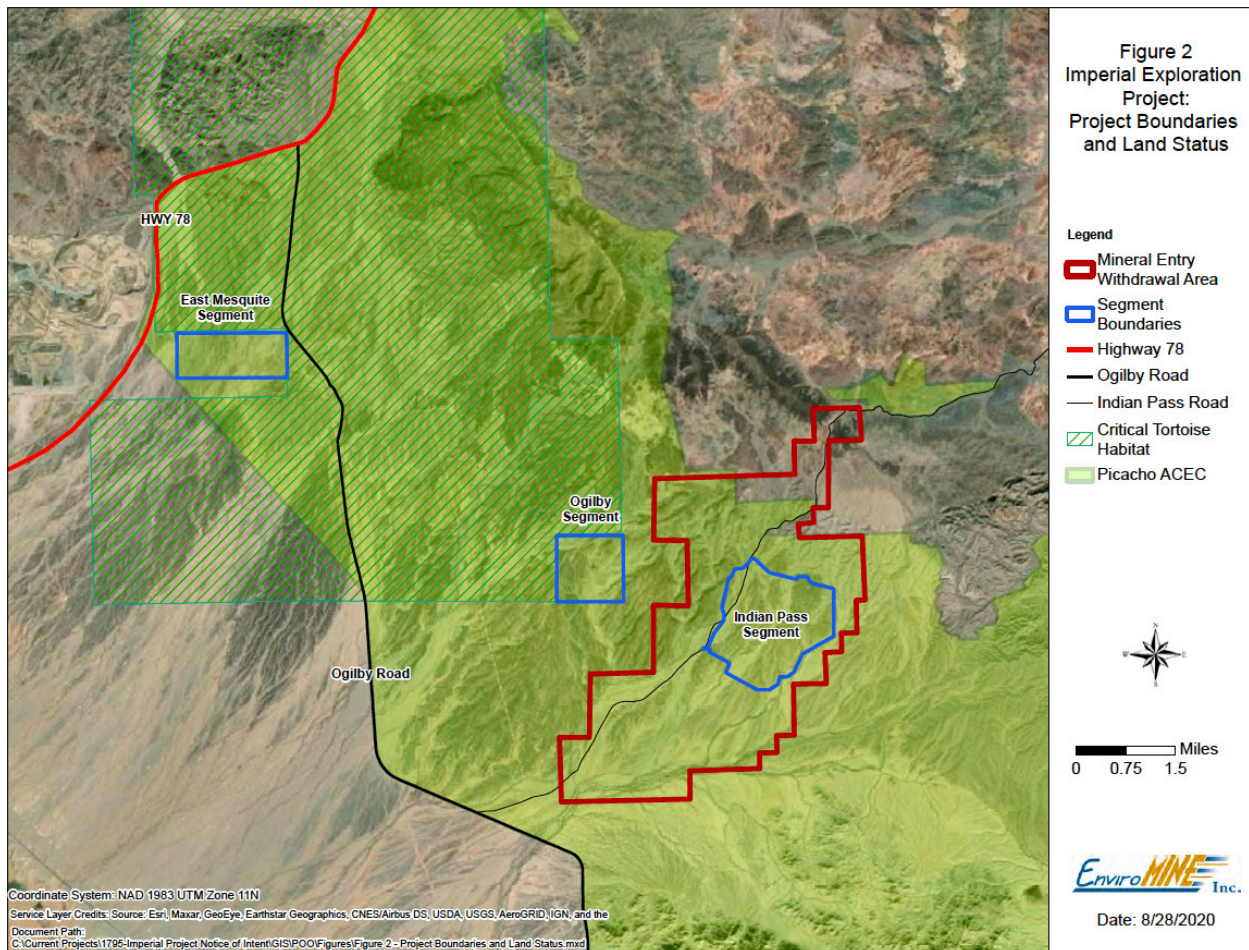 Figure 2
Imperial Exploration
Project:
Project Boundaries
and Land Status
Legend
Mineral Entry
Withdrawal Area
Segment
Boundaries
Highway 78
Ogilby Road
Indian Pass Road
Critical Tortoise
Habitat
Picacho ACEC
HWY 78
East Mesquite
Segment
Ogilby
Segment
Indian Pass
Segment
Ogilby Road
N
W
E
S
Miles
0 0.75 1.5
EnviroMINE Inc.
Date: 8/28/2020
Coordinate System: NAD 1983 UTM Zone 11N
Service Layer Credits: Source: Esri, Maxar, GeoEye, Earthstar Geographics, CNES/Airbus DS, USDA, USGS, AeroGRID, IGN, and the
Document Path:
C:\Current Projects\1795-Imperial Project Notice of Intent\GIS\POO\Figures\Figure 2 - Project Boundaries and Land Status.mxd